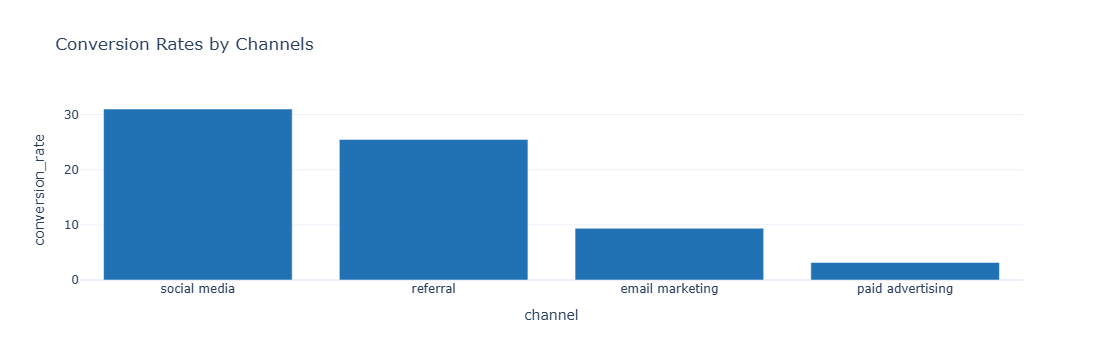 Conversion Rates by Channels
conversion_rate
30
20
10
0
social media
referral
email marketing
paid advertising
channel